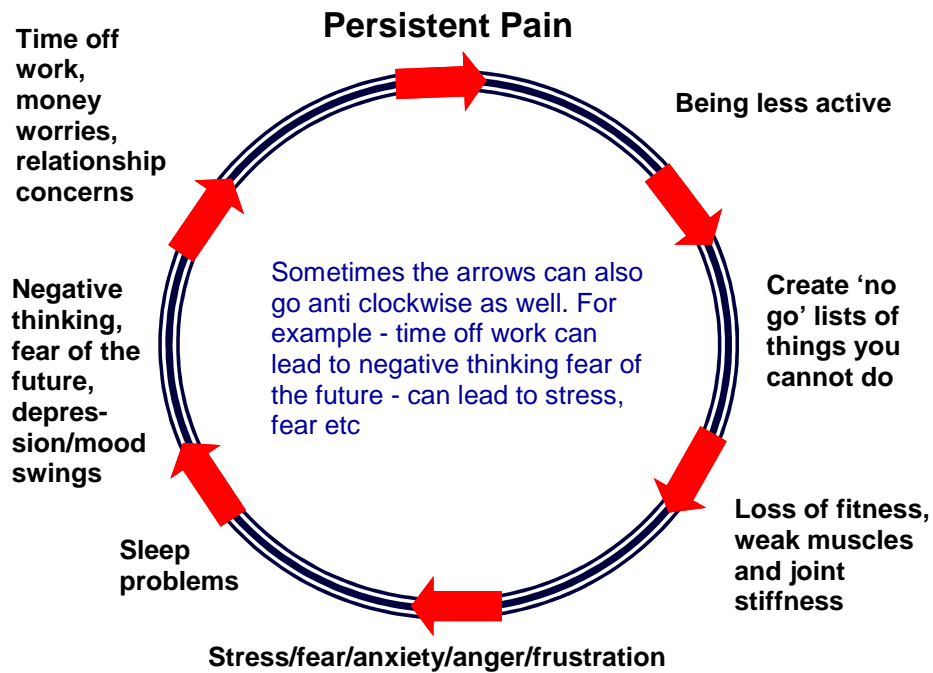 Persistent Pain
Being less active
Create ‘no
go’ lists of
things you
cannot do
Loss of fitness,
weak muscles
and joint
stiffness
Stress/fear/anxiety/anger/frustration
Sleep
problems
Negative
thinking,
fear of the
future,
depres-
sion/mood
swings
Time off
work,
money
worries,
relationship
concerns
Sometimes the arrows can also
go anti clockwise as well. For
example - time off work can
lead to negative thinking fear of
the future - can lead to stress,
fear etc